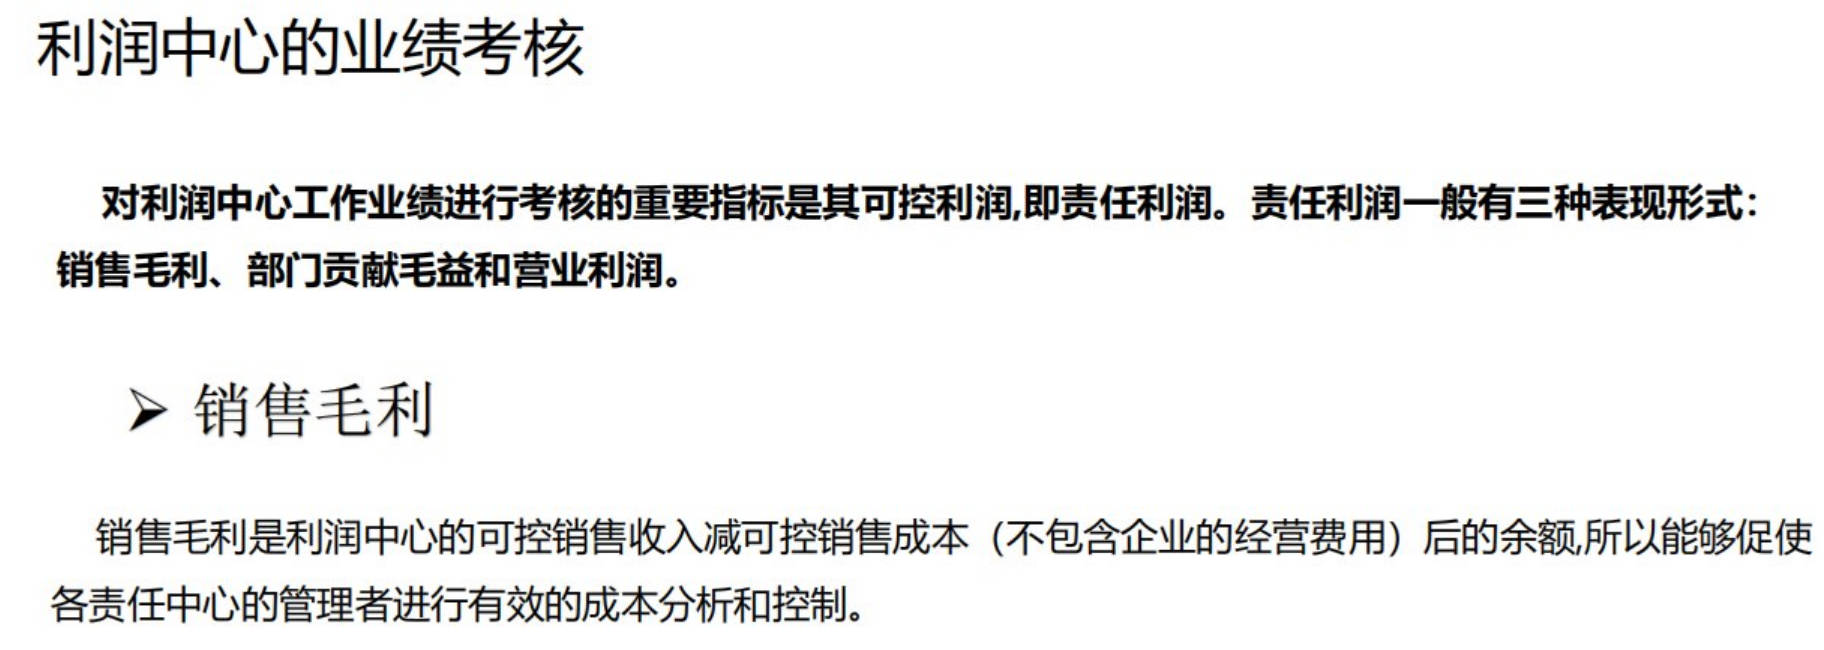 利润中心的业绩考核
对利润中心工作业绩进行考核的重要指标是其可控利润,即责任利润。责任利润一般有三种表现形式：
销售毛利、部门贡献毛益和营业利润。
➢ 销售毛利
销售毛利是利润中心的可控销售收入减可控销售成本（不包含企业的经营费用）后的余额,所以能够促使
各责任中心的管理者进行有效的成本分析和控制。